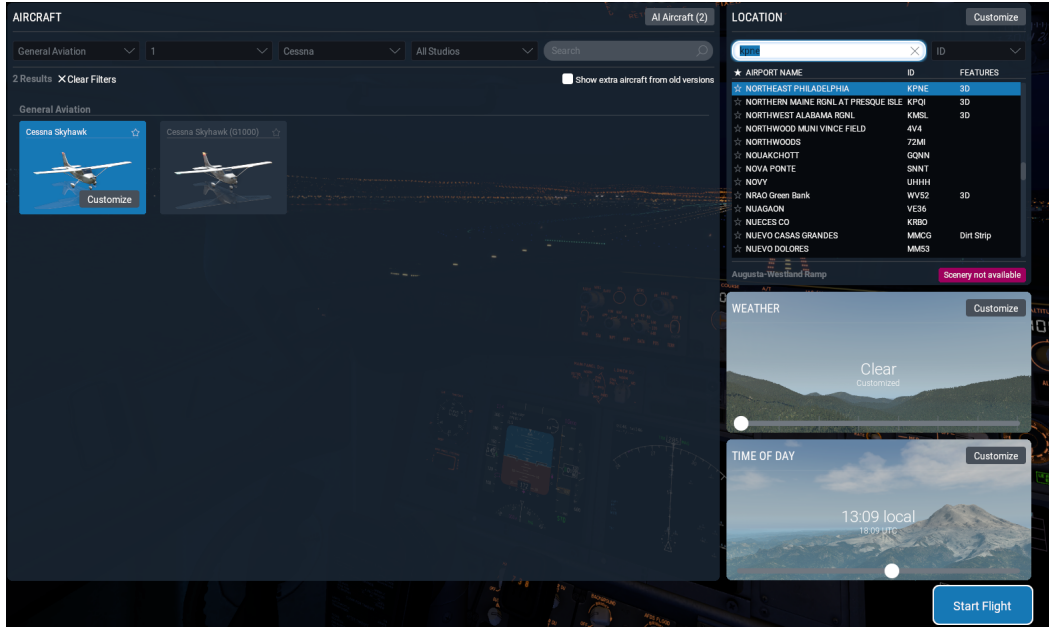 AIRCRAFT
AI Aircraft (2)
General Aviation
1
Cessna
All Studios
Search
2 Results
Clear Filters
Show extra aircraft from old versions
General Aviation
Cessna Skyhawk
Customize
Cessna Skyhawk (G1000)
LOCATION
Customize
kpne
ID
AIRPORT NAME ID FEATURES
NORTHEAST PHILADELPHIA KPNE 3D
NORTHERN MAINE RGNL AT PRESQUE ISLE KPQI 3D
NORTHWEST ALABAMA RGNL KMSL 3D
NORTHWOOD MUNI VINCE FIELD 4V4
NORTHWOODS 72MI
NOUAKCHOTT GQNN
NOVA PONTE SNNT
NOVY UHHH
NRAO Green Bank WV52 3D
NUAGAON VE36
NUECES CO KRBO
NUEVO CASAS GRANDES MMCG Dirt Strip
NUEVO DOLORES MM53
Augusta-Westland Ramp
Scenery not available
WEATHER
Customize
Clear
Customized
TIME OF DAY
Customize
13:09 local
18:09 UTC
Start Flight